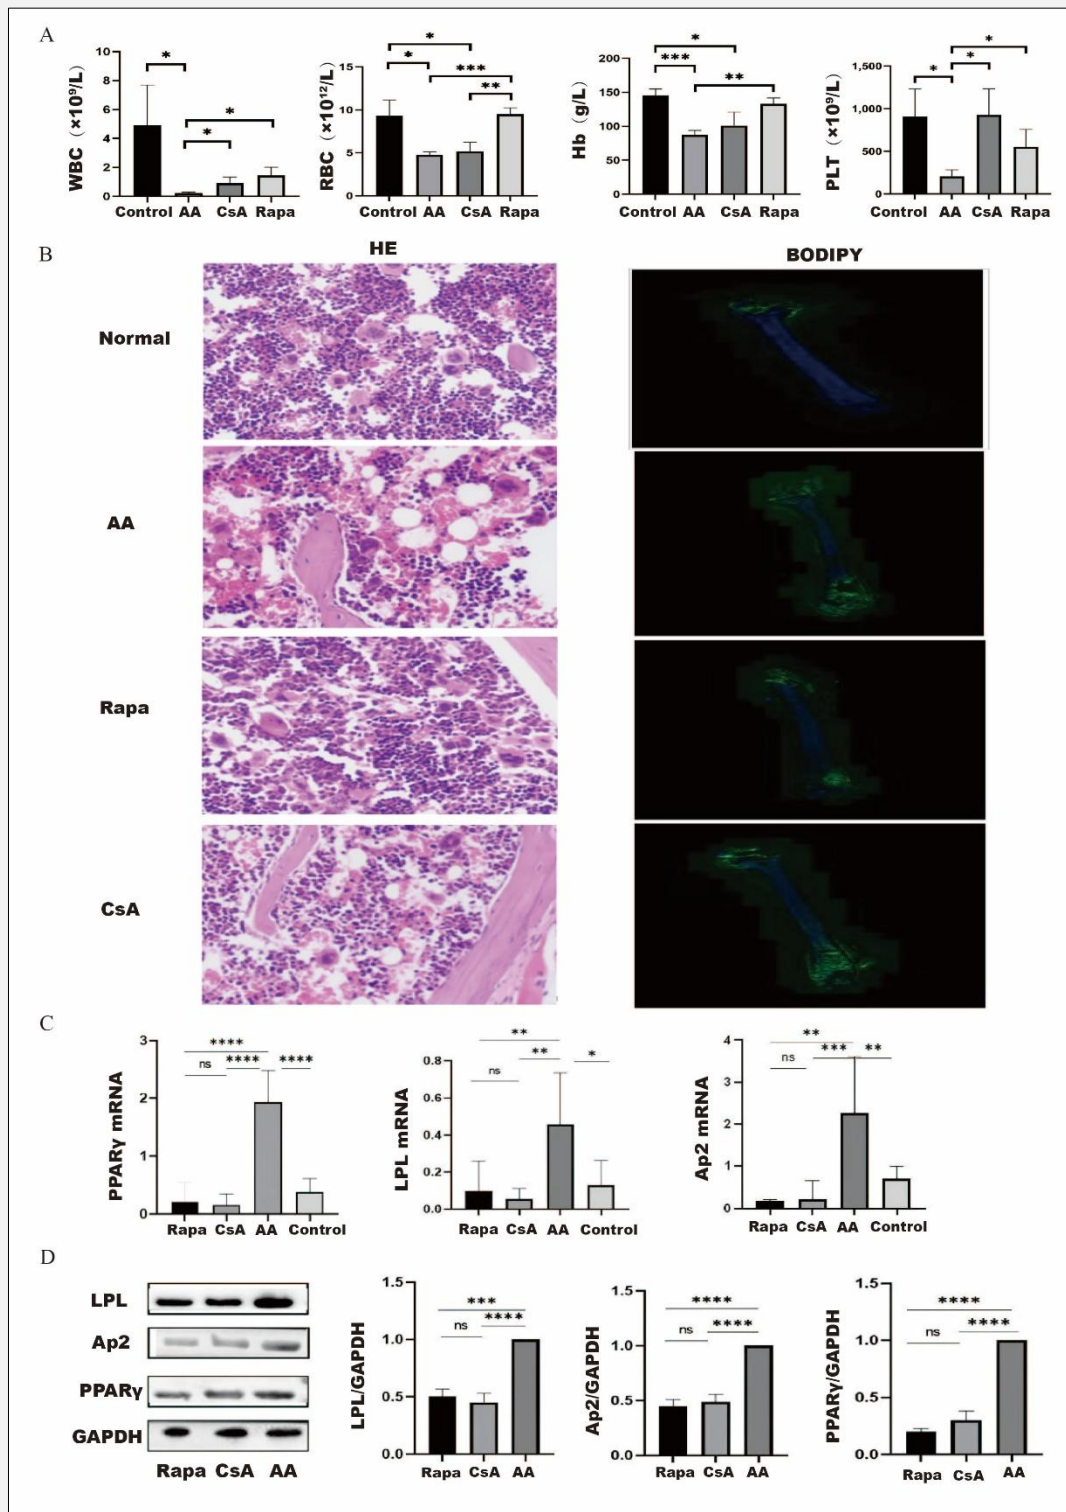 A
WBC (×10⁹/L)
10
8
6
4
2
0
*
*
*
Control AA CsA Rapa
RBC (×10¹²/L)
15
10
5
0
*
*
***
**
Control AA CsA Rapa
Hb (g/L)
200
150
100
50
0
*
***
**
Control AA CsA Rapa
PLT (×10⁹/L)
1,500
1,000
500
0
*
*
*
Control AA CsA Rapa
B
HE
BODIPY
Normal
AA
Rapa
CsA
C
PPARγ mRNA
3
2
1
0
****
ns
****
****
Rapa CsA AA Control
LPL mRNA
0.8
0.6
0.4
0.2
0.0
**
ns
**
*
Rapa CsA AA Control
Ap2 mRNA
4
3
2
1
0
**
ns
***
**
Rapa CsA AA Control
D
LPL
Ap2
PPARγ
GAPDH
Rapa CsA AA
LPL/GAPDH
1.5
1.0
0.5
0.0
***
ns
****
Rapa CsA AA
Ap2/GAPDH
1.5
1.0
0.5
0.0
****
ns
****
Rapa CsA AA
PPARγ/GAPDH
1.5
1.0
0.5
0.0
****
ns
****
Rapa CsA AA